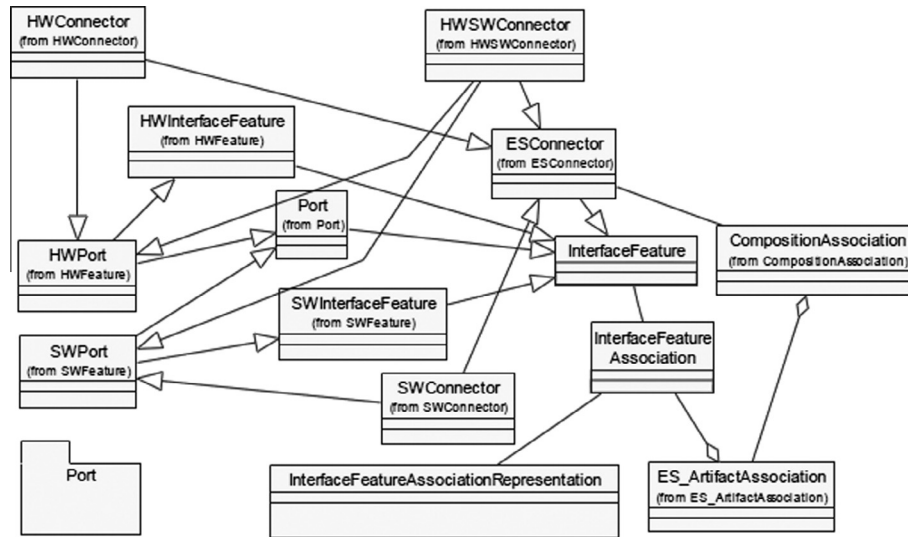 HWConnector
(from HWConnector)
HWSWConnector
(from HWSWConnector)
HWInterfaceFeature
(from HWFeature)
ESConnector
(from ESConnector)
Port
(from Port)
HWPort
(from HWFeature)
InterfaceFeature
CompositionAssociation
(from CompositionAssociation)
SWInterfaceFeature
(from SWFeature)
SWPort
(from SWFeature)
InterfaceFeature
Association
SWConnector
(from SWConnector)
Port
InterfaceFeatureAssociationRepresentation
ES_ArtifactAssociation
(from ES_ArtifactAssociation)